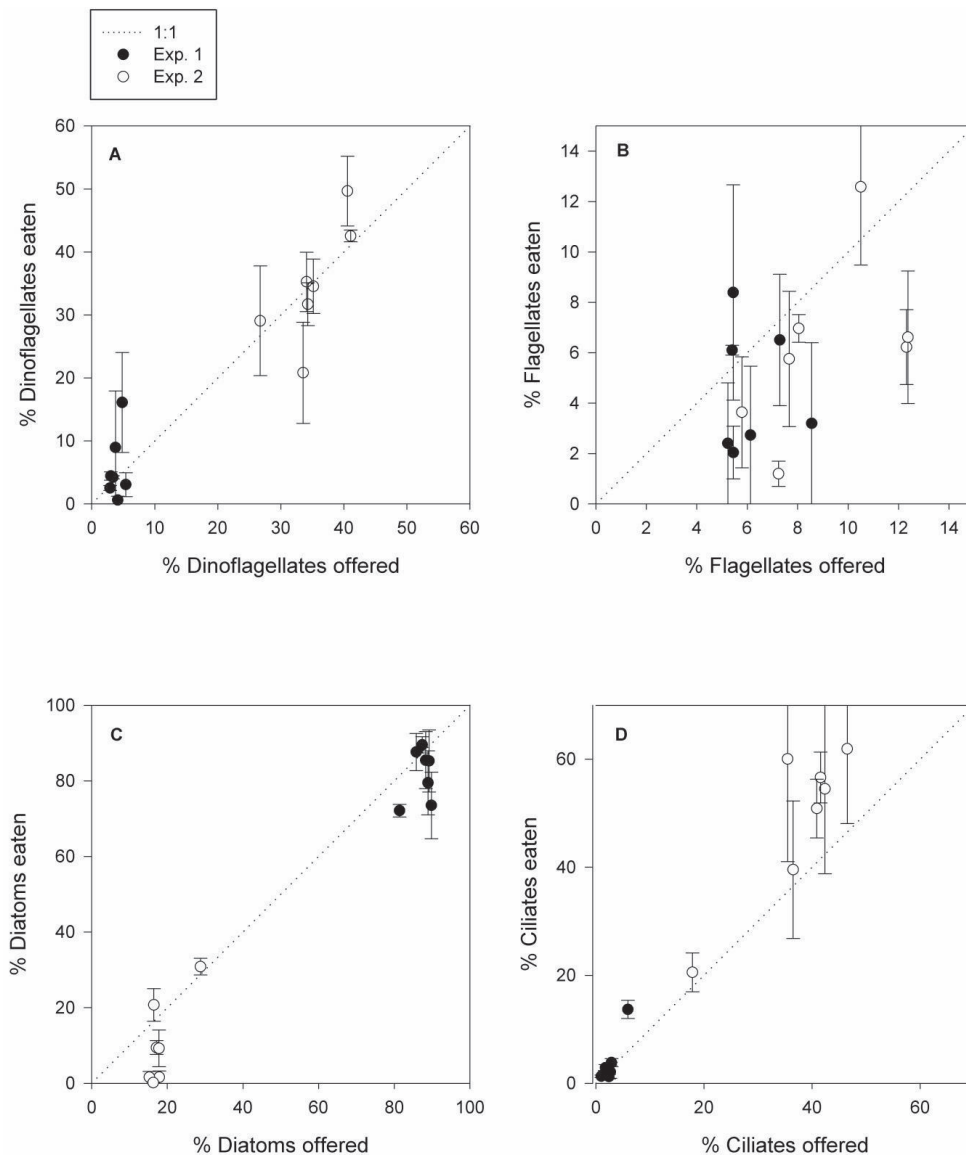 1:1
Exp. 1
Exp. 2
A
% Dinoflagellates eaten
60
50
40
30
20
10
0
0 10 20 30 40 50 60
% Dinoflagellates offered
B
% Flagellates eaten
14
12
10
8
6
4
2
0
0 2 4 6 8 10 12 14
% Flagellates offered
C
% Diatoms eaten
100
80
60
40
20
0
0 20 40 60 80 100
% Diatoms offered
D
% Ciliates eaten
60
40
20
0
0 20 40 60
% Ciliates offered